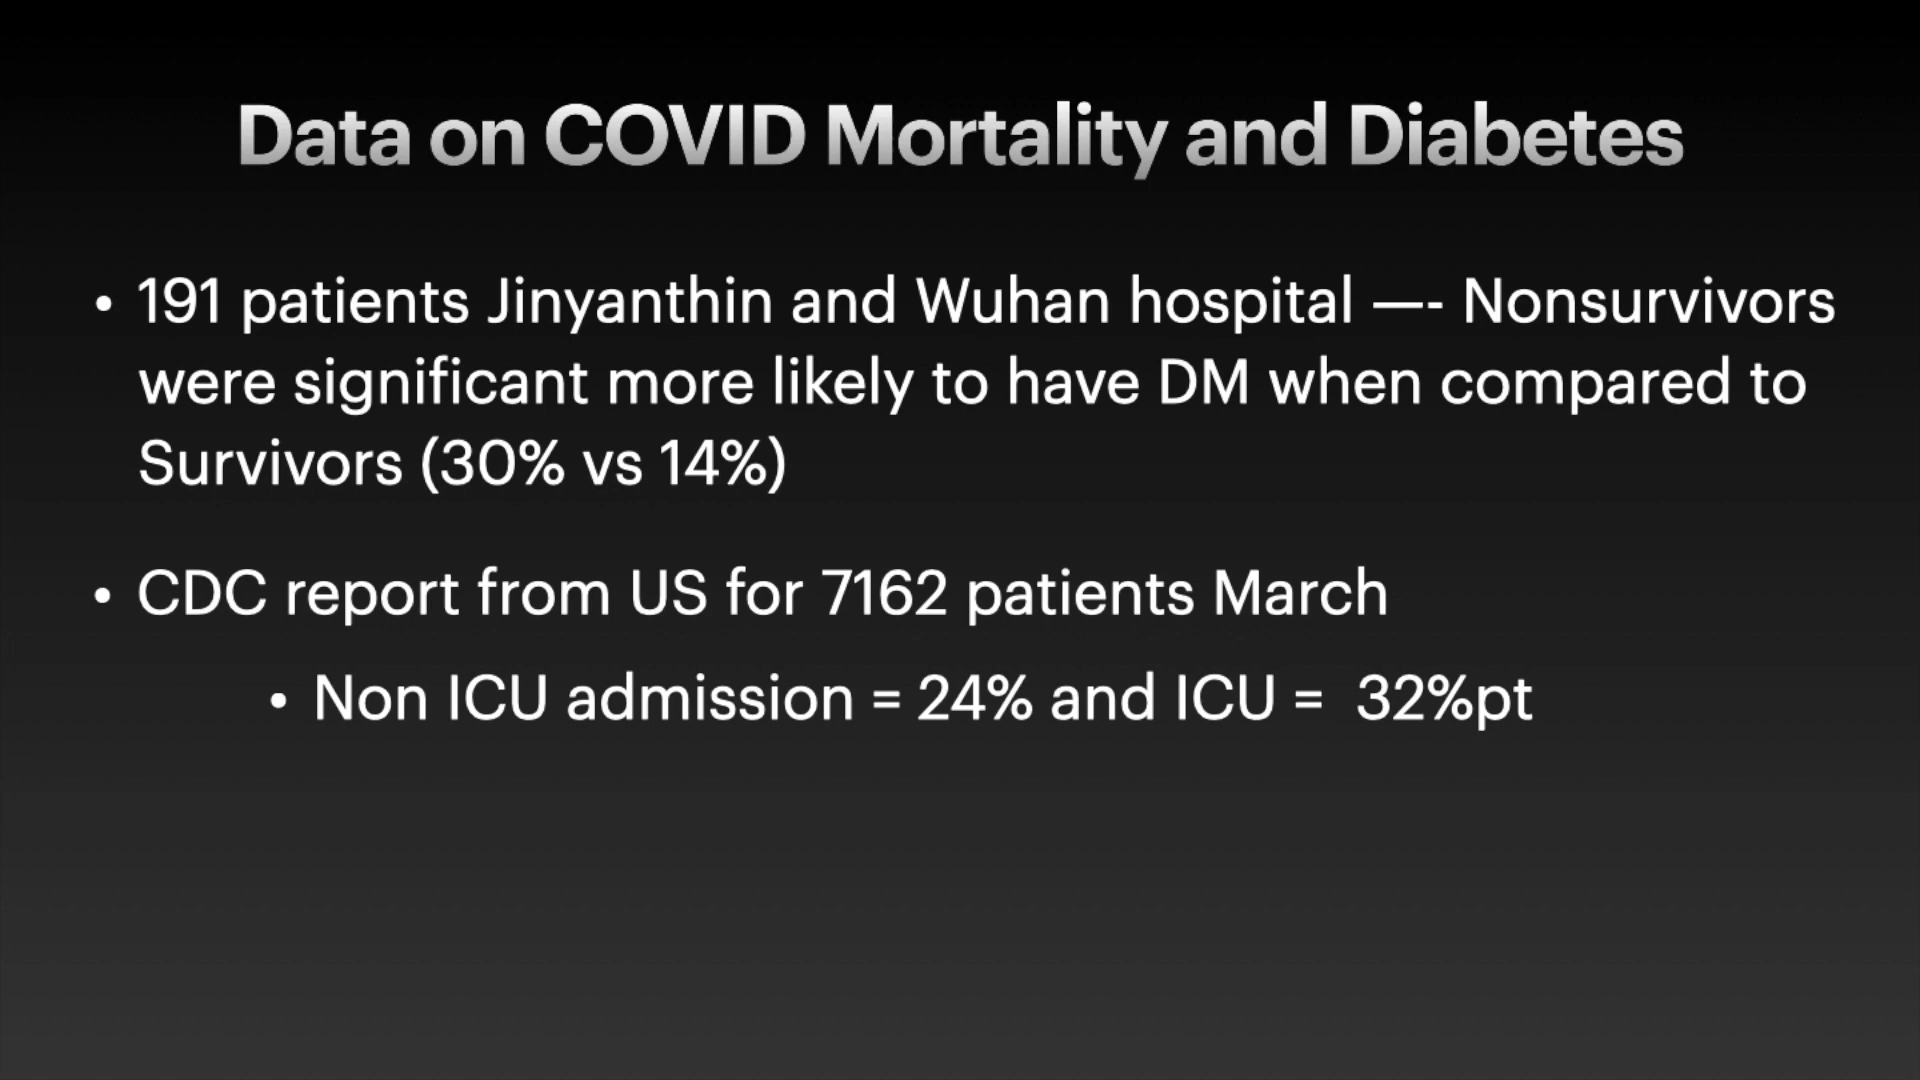 Data on COVID Mortality and Diabetes
• 191 patients Jinyanthin and Wuhan hospital —- Nonsurvivors
were significant more likely to have DM when compared to
Survivors (30% vs 14%)
• CDC report from US for 7162 patients March
• Non ICU admission = 24% and ICU =  32%pt